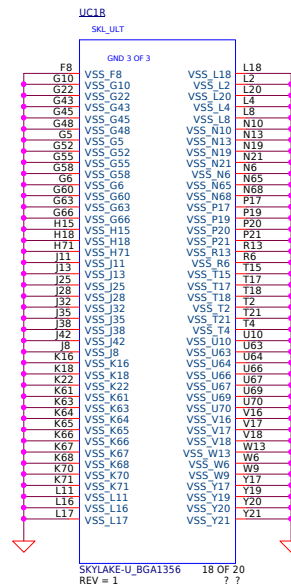 UC1R
SKL_ULT
GND 3 OF 3
F8 VSS_F8 VSS_L18 L18
G10 VSS_G10 VSS_L2 L2
G22 VSS_G22 VSS_L20 L20
G43 VSS_G43 VSS_L4 L4
G45 VSS_G45 VSS_L8 L8
G48 VSS_G48 VSS_N10 N10
G5 VSS_G5 VSS_N13 N13
G52 VSS_G52 VSS_N19 N19
G55 VSS_G55 VSS_N21 N21
G58 VSS_G58 VSS_N6 N6
G6 VSS_G6 VSS_N65 N65
G60 VSS_G60 VSS_N68 N68
G63 VSS_G63 VSS_P17 P17
G66 VSS_G66 VSS_P19 P19
H15 VSS_H15 VSS_P20 P20
H18 VSS_H18 VSS_P21 P21
H71 VSS_H71 VSS_R13 R13
J11 VSS_J11 VSS_R6 R6
J13 VSS_J13 VSS_T15 T15
J25 VSS_J25 VSS_T17 T17
J28 VSS_J28 VSS_T18 T18
J32 VSS_J32 VSS_T2 T2
J35 VSS_J35 VSS_T21 T21
J38 VSS_J38 VSS_T4 T4
J42 VSS_J42 VSS_U10 U10
J8 VSS_J8 VSS_U63 U63
K16 VSS_K16 VSS_U64 U64
K18 VSS_K18 VSS_U66 U66
K22 VSS_K22 VSS_U67 U67
K61 VSS_K61 VSS_U69 U69
K63 VSS_K63 VSS_U70 U70
K64 VSS_K64 VSS_V16 V16
K65 VSS_K65 VSS_V17 V17
K66 VSS_K66 VSS_V18 V18
K67 VSS_K67 VSS_W13 W13
K68 VSS_K68 VSS_W6 W6
K70 VSS_K70 VSS_W9 W9
K71 VSS_K71 VSS_Y17 Y17
L11 VSS_L11 VSS_Y19 Y19
L16 VSS_L16 VSS_Y20 Y20
L17 VSS_L17 VSS_Y21 Y21
SKYLAKE-U_BGA1356 18 OF 20
REV = 1 ? ?